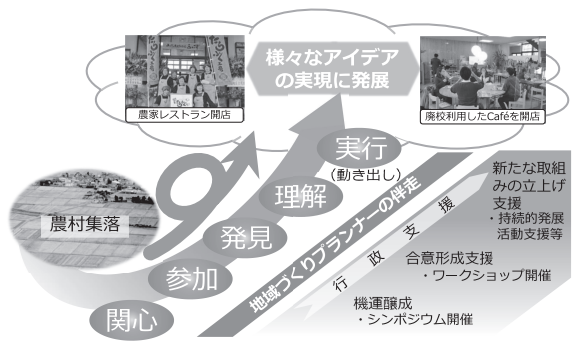 様々なアイデア
の実現に発展
農家レストラン開店
廃校利用したCaféを開店
農村集落
関心
参加
発見
理解
実行
(動き出し)
地域づくりプランナーの伴走
行政支援
新たな取組
みの立上げ
支援
・持続的発展
活動支援等
合意形成支援
・ワークショップ開催
機運醸成
・シンポジウム開催